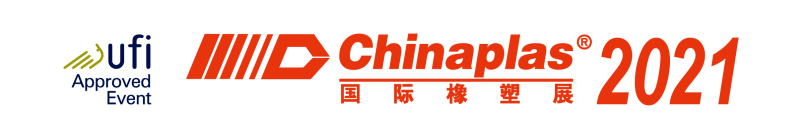 ufi
Approved
Event
Chinaplas® 2021
国际橡塑展